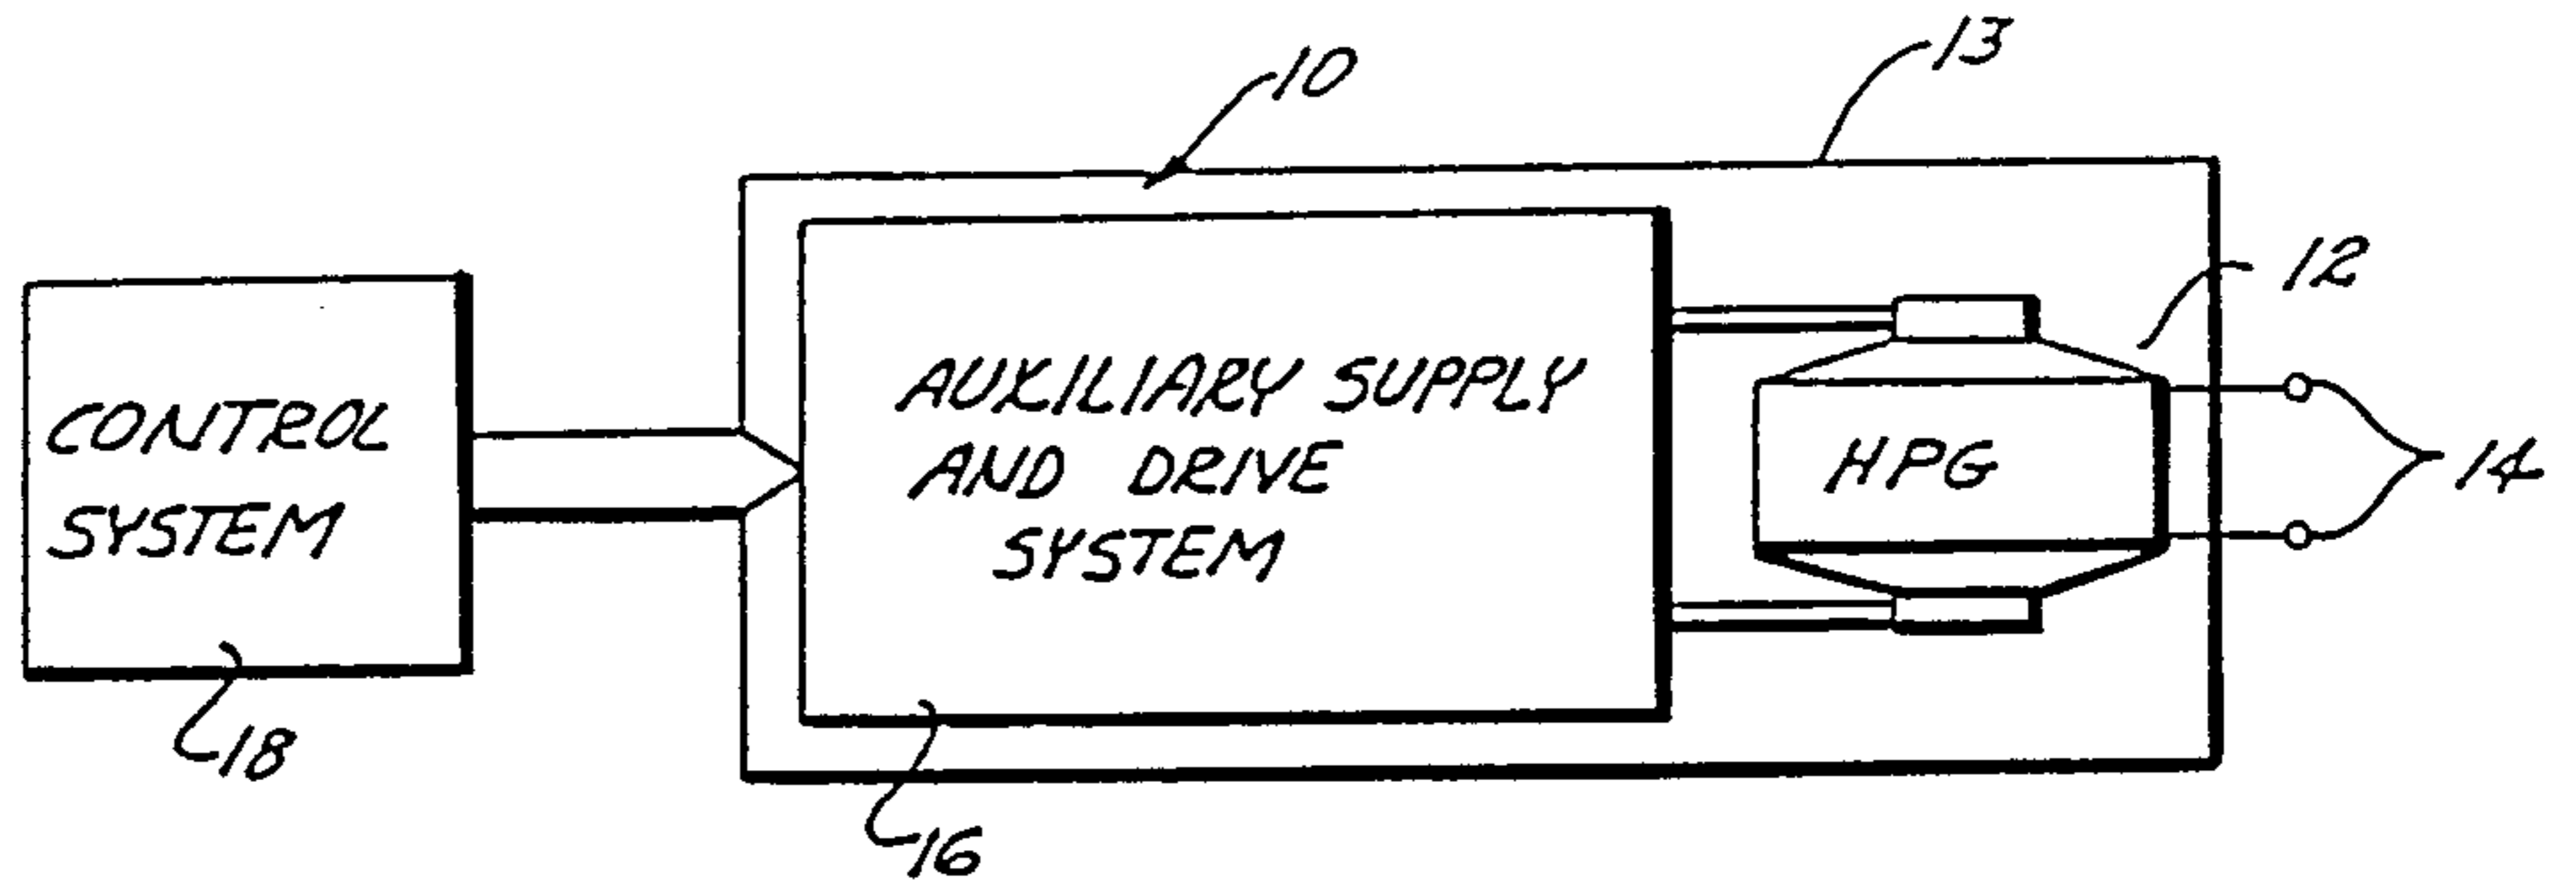 10
13
12
CONTROL
SYSTEM
AUXILIARY SUPPLY
AND DRIVE
SYSTEM
HPG
14
18
16